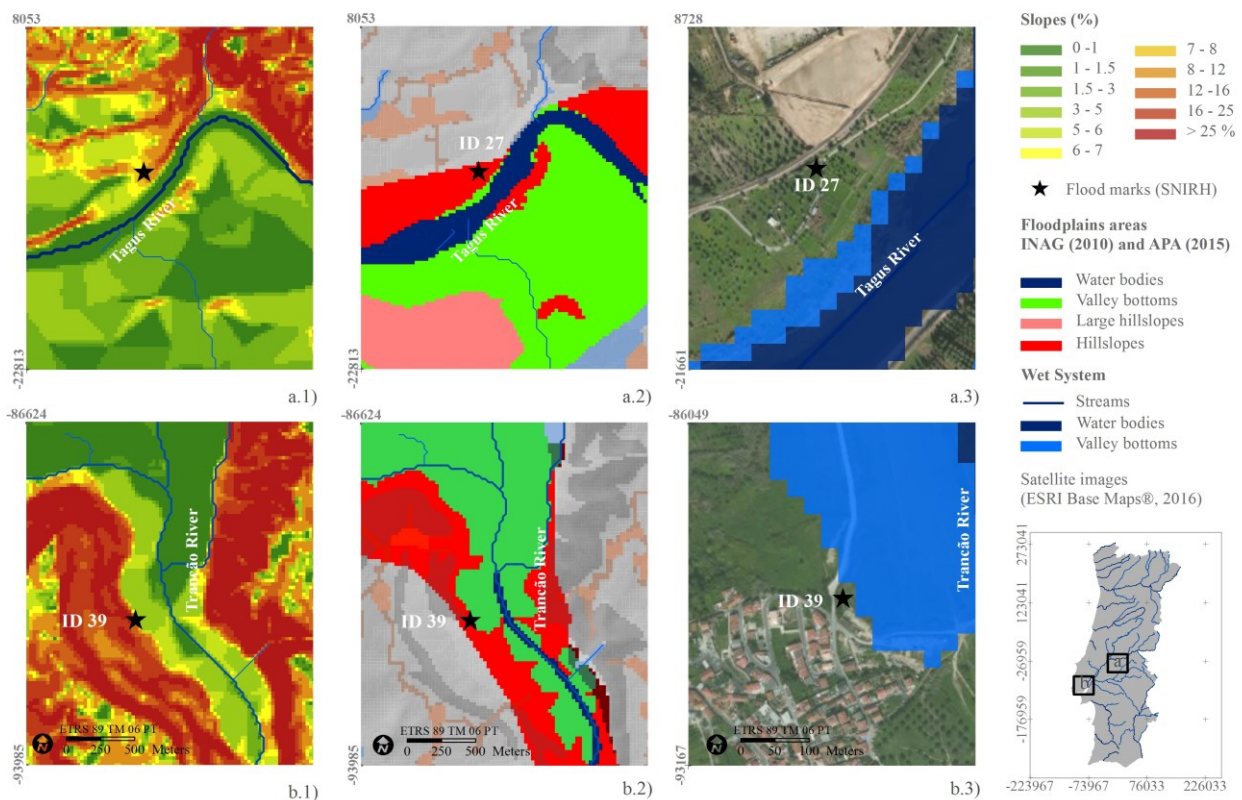 8053
8053
8728
ID 27
ID 27
Tagus River
Tagus River
Tagus River
-22813
-22813
-21661
a.1)
a.2)
a.3)
-86624
-86624
-86049
ID 39
ID 39
ID 39
Trancão River
Trancão River
Trancão River
ETRS 89 TM 06 PT
0 250 500 Meters
ETRS 89 TM 06 PT
0 250 500 Meters
ETRS 89 TM 06 PT
0 50 100 Meters
-93985
-93985
-93167
b.1)
b.2)
b.3)
Slopes (%)
0 -1
1 - 1.5
1.5 - 3
3 - 5
5 - 6
6 - 7
7 - 8
8 - 12
12 - 16
16 - 25
> 25 %
Flood marks (SNIRH)
Floodplains areas
INAG (2010) and APA (2015)
Water bodies
Valley bottoms
Large hillslopes
Hillslopes
Wet System
Streams
Water bodies
Valley bottoms
Satellite images
(ESRI Base Maps®, 2016)
273041
123041
-26959
-176959
a
b
-223967 -73967 76033 226033